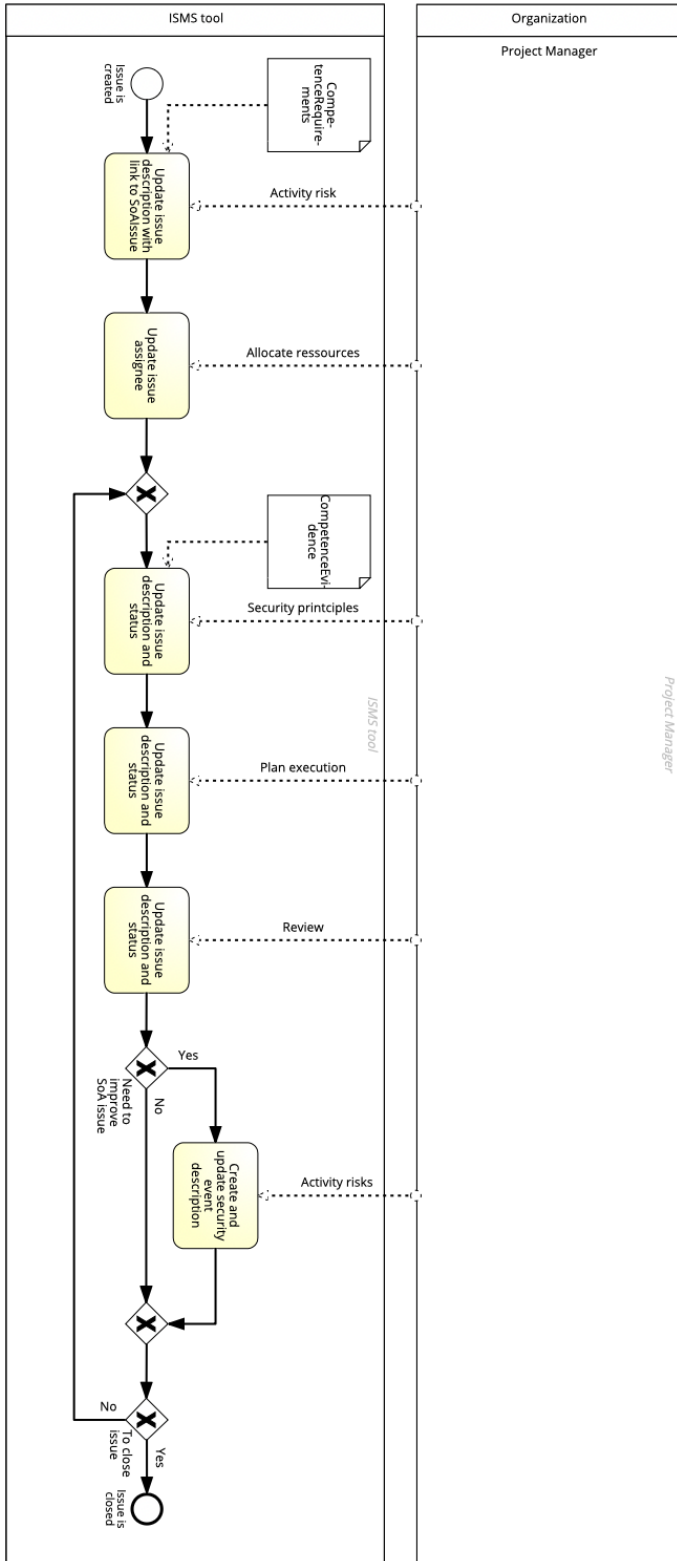 ISMS tool
Organization
Project Manager
Issue is
created
Compe-
tenceRequire-
ments
Update issue
description with
link to SoAIssue
Activity risk
Update issue
assignee
Allocate ressources
CompetenceEvi-
dence
Update issue
description and
status
Security printciples
Project Manager
ISMS tool
Update issue
description and
status
Plan execution
Update issue
description and
status
Review
Yes
No
Need to
improve
SoA issue
Create and
update security
event
description
Activity risks
No
To close
issue
Yes
Issue is
closed